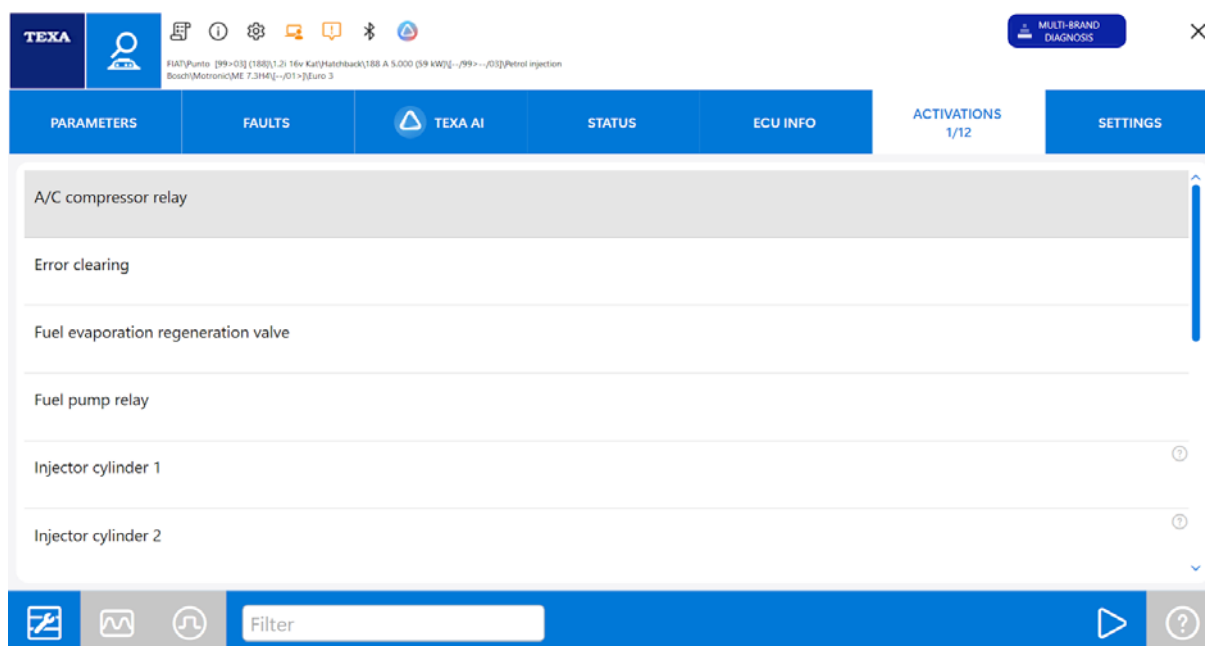 TEXA
MULTI-BRAND
DIAGNOSIS
FIAT\Punto [99>03] (188)\1.2i 16v Kat\Hatchback\188 A 5.000 (59 kW)\[--/99>--/03]\Petrol injection
Bosch\Motronic\ME 7.3H4\[--/01>]\Euro 3
PARAMETERS
FAULTS
TEXA AI
STATUS
ECU INFO
ACTIVATIONS
1/12
SETTINGS
A/C compressor relay
Error clearing
Fuel evaporation regeneration valve
Fuel pump relay
Injector cylinder 1
Injector cylinder 2
Filter